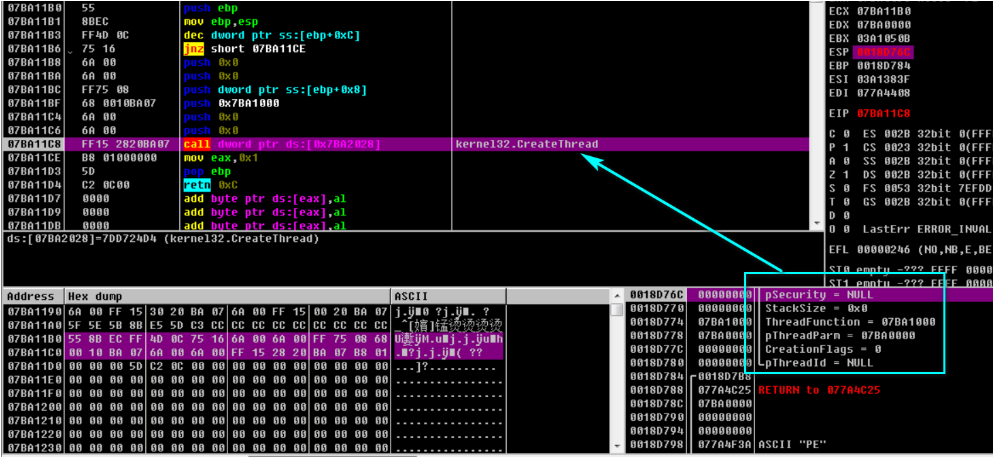 07BA11B0 55 push ebp
07BA11B1 8BEC mov ebp,esp
07BA11B3 FF4D 0C dec dword ptr ss:[ebp+0xC]
07BA11B6 75 16 jnz short 07BA11CE
07BA11B8 6A 00 push 0x0
07BA11BA 6A 00 push 0x0
07BA11BC FF75 08 push dword ptr ss:[ebp+0x8]
07BA11BF 68 0010BA07 push 0x7BA1000
07BA11C4 6A 00 push 0x0
07BA11C6 6A 00 push 0x0
07BA11C8 FF15 2820BA07 call dword ptr ds:[0x7BA2028] kernel32.CreateThread
07BA11CE B8 01000000 mov eax,0x1
07BA11D3 5D pop ebp
07BA11D4 C2 0C00 retn 0xC
07BA11D7 0000 add byte ptr ds:[eax],al
07BA11D9 0000 add byte ptr ds:[eax],al
07BA11DB 0000 add byte ptr ds:[eax],al
ds:[07BA2028]=7DD724D4 (kernel32.CreateThread)
ECX 07BA11B0
EDX 07BA0000
EBX 03A1050B
ESP 0018D76C
EBP 0018D784
ESI 03A1383F
EDI 077A4408
EIP 07BA11C8
C 0 ES 002B 32bit 0(FFF
P 1 CS 0023 32bit 0(FFF
A 0 SS 002B 32bit 0(FFF
Z 1 DS 002B 32bit 0(FFF
S 0 FS 0053 32bit 7EFDD
T 0 GS 002B 32bit 0(FFF
D 0
O 0 LastErr ERROR_INVAL
EFL 00000246 (NO,NB,E,BE
ST0 empty -??? FFFF 0000
ST1 empty -??? FFFF 0000
Address Hex dump ASCII
07BA1190 6A 00 FF 15 30 20 BA 07 6A 00 FF 15 00 20 BA 07
07BA11A0 5F 5E 5B 8B E5 5D C3 CC CC CC CC CC CC CC CC CC
07BA11B0 55 8B EC FF 4D 0C 75 16 6A 00 6A 00 FF 75 08 68
07BA11C0 00 10 BA 07 6A 00 6A 00 FF 15 28 20 BA 07 B8 01
07BA11D0 00 00 00 5D C2 0C 00 00 00 00 00 00 00 00 00 00 ...]?.........
07BA11E0 00 00 00 00 00 00 00 00 00 00 00 00 00 00 00 00 ................
07BA11F0 00 00 00 00 00 00 00 00 00 00 00 00 00 00 00 00 ................
07BA1200 00 00 00 00 00 00 00 00 00 00 00 00 00 00 00 00 ................
07BA1210 00 00 00 00 00 00 00 00 00 00 00 00 00 00 00 00 ................
07BA1220 00 00 00 00 00 00 00 00 00 00 00 00 00 00 00 00 ................
07BA1230 00 00 00 00 00 00 00 00 00 00 00 00 00 00 00 00 ................
0018D76C 00000000 pSecurity = NULL
0018D770 00000000 StackSize = 0x0
0018D774 07BA1000 ThreadFunction = 07BA1000
0018D778 07BA0000 pThreadParm = 07BA0000
0018D77C 00000000 CreationFlags = 0
0018D780 00000000 pThreadId = NULL
0018D784 0018D7B8
0018D788 077A4C25 RETURN to 077A4C25
0018D78C 07BA0000
0018D790 00000000
0018D794 00000000
0018D798 077A4F3A ASCII "PE"